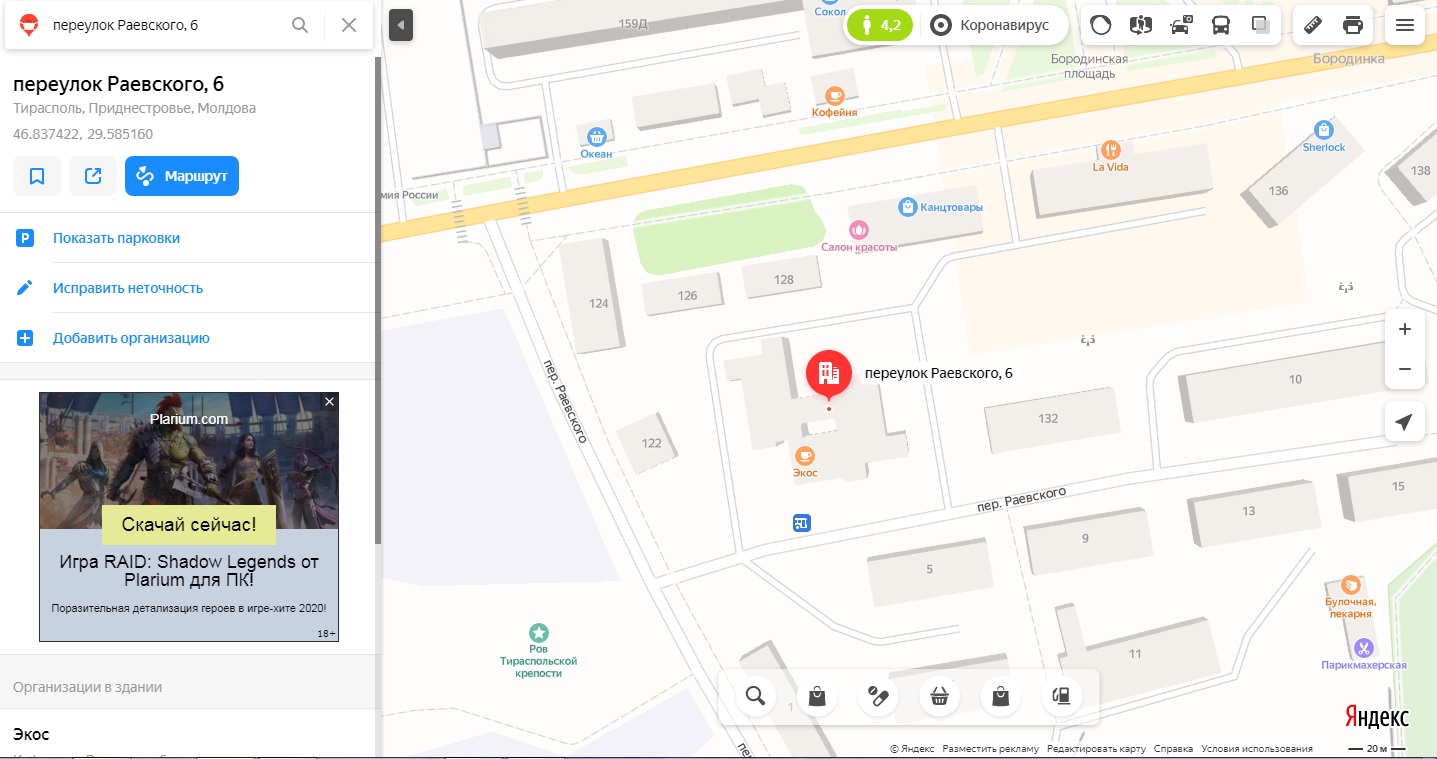 переулок Раевского, 6
переулок Раевского, 6
Тирасполь, Приднестровье, Молдова
46.837422, 29.585160
Маршрут
Показать парковки
Исправить неточность
Добавить организацию
Plarium.com
Скачай сейчас!
Игра RAID: Shadow Legends от
Plarium для ПК!
Поразительная детализация героев в игре-хите 2020!
18+
Организации в здании
Экос
159Д
Сокол
4,2
Коронавирус
Бородинская
площадь
Бородинка
Кофейня
Океан
La Vida
Sherlock
138
136
мия России
Канцтовары
Салон красоты
124
126
128
пер. Раевского
переулок Раевского, 6
122
132
10
Экос
пер. Раевского
15
13
9
5
Булочная,
пекарня
Ров
Тираспольской
крепости
11
Парикмахерская
1
пе
Яндекс
© Яндекс Разместить рекламу Редактировать карту Справка Условия использования
20 м